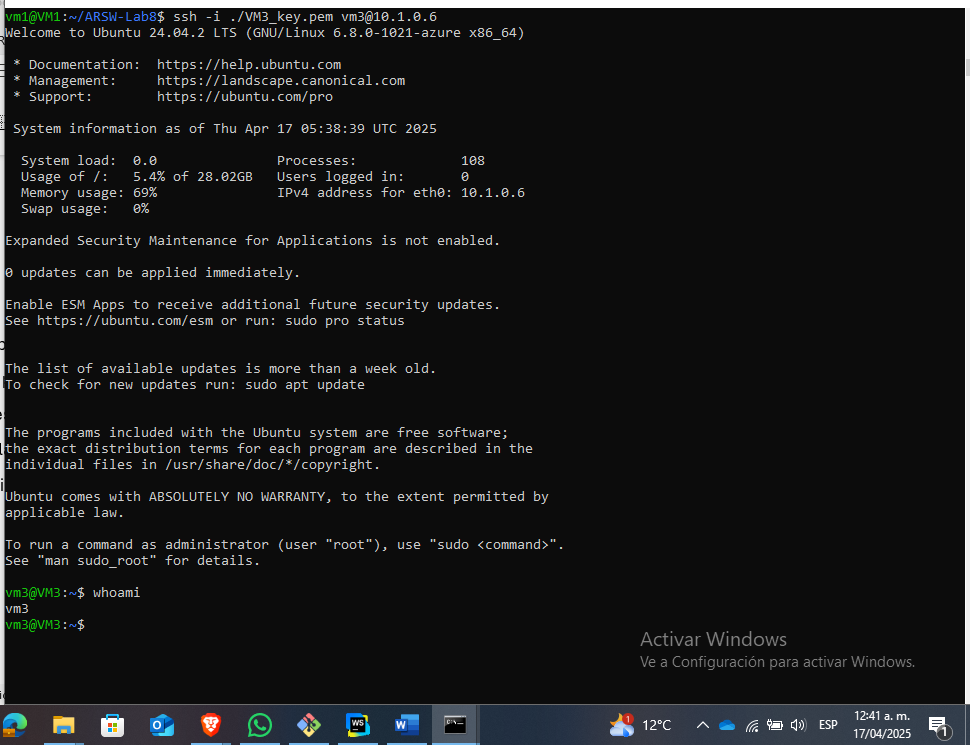 vm1@VM1:~/ARSW-Lab8$ ssh -i ./VM3_key.pem vm3@10.1.0.6
Welcome to Ubuntu 24.04.2 LTS (GNU/Linux 6.8.0-1021-azure x86_64)
* Documentation:  https://help.ubuntu.com
* Management:     https://landscape.canonical.com
* Support:        https://ubuntu.com/pro
System information as of Thu Apr 17 05:38:39 UTC 2025
System load:  0.0               Processes:             108
Usage of /:   5.4% of 28.02GB   Users logged in:       0
Memory usage: 69%               IPv4 address for eth0: 10.1.0.6
Swap usage:   0%
Expanded Security Maintenance for Applications is not enabled.
0 updates can be applied immediately.
Enable ESM Apps to receive additional future security updates.
See https://ubuntu.com/esm or run: sudo pro status
The list of available updates is more than a week old.
To check for new updates run: sudo apt update
The programs included with the Ubuntu system are free software;
the exact distribution terms for each program are described in the
individual files in /usr/share/doc/*/copyright.
Ubuntu comes with ABSOLUTELY NO WARRANTY, to the extent permitted by
applicable law.
To run a command as administrator (user "root"), use "sudo <command>".
See "man sudo_root" for details.
vm3@VM3:~$ whoami
vm3
vm3@VM3:~$
Activar Windows
Ve a Configuración para activar Windows.
WS
W
1
12°C
ESP
12:41 a. m.
17/04/2025
1